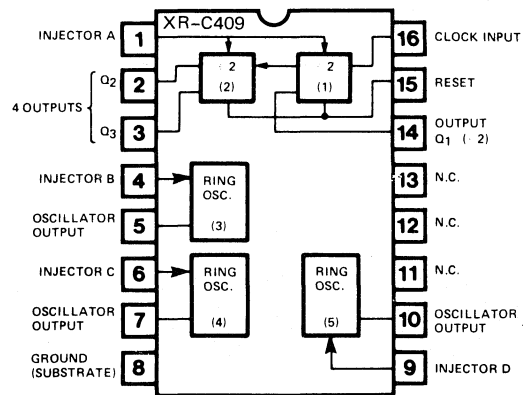 XR-C409
INJECTOR A
1
16
CLOCK INPUT
2
(2)
2
(1)
Q2
2
15
RESET
4 OUTPUTS
Q3
3
14
OUTPUT
Q1 (÷2)
INJECTOR B
4
13
N.C.
RING
OSC.
(3)
OSCILLATOR
OUTPUT
5
12
N.C.
INJECTOR C
6
11
N.C.
RING
OSC.
(4)
RING
OSC.
(5)
OSCILLATOR
OUTPUT
7
10
OSCILLATOR
OUTPUT
GROUND
(SUBSTRATE)
8
9
INJECTOR D